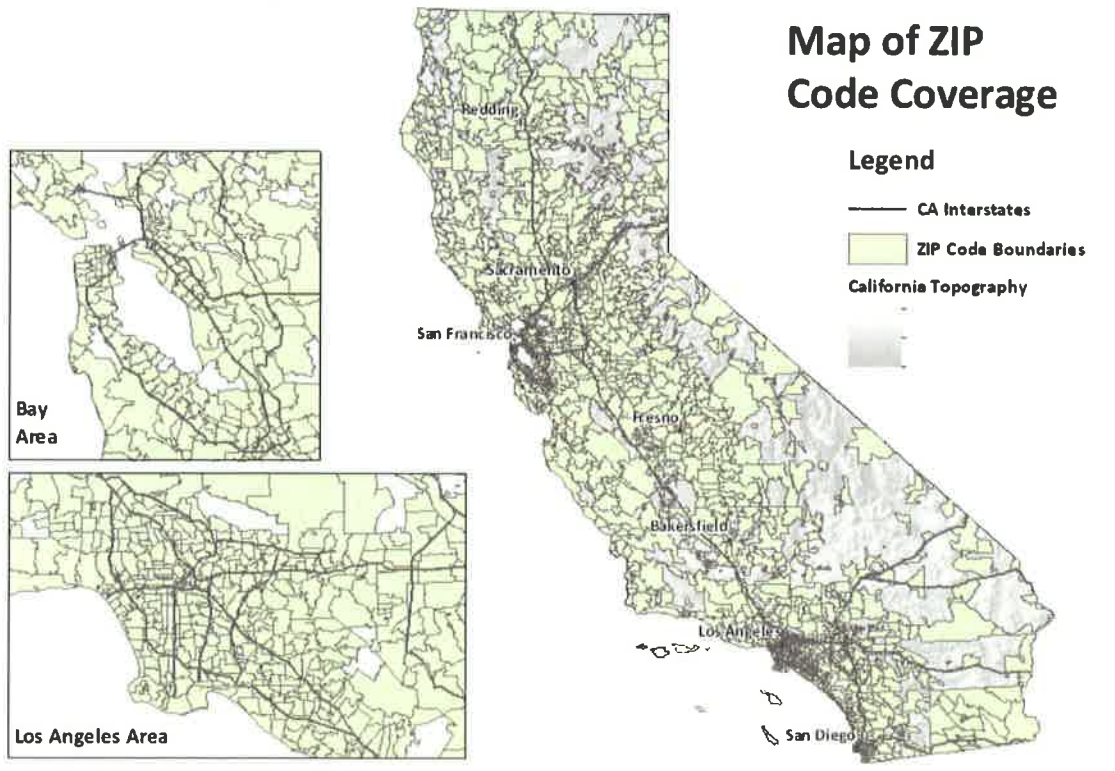 Map of ZIP
Code Coverage
Legend
CA Interstates
ZIP Code Boundaries
California Topography
Redding
Sacramento
San Francisco
Fresno
Bakersfield
Los Angeles
San Diego
Bay
Area
Los Angeles Area